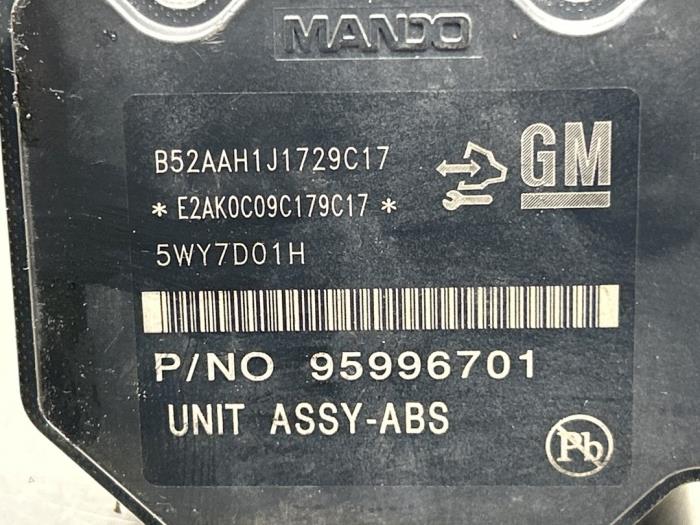 MANDO
B52AAH1J1729C17
GM
* E2AK0C09C179C17 *
5WY7D01H
P/NO 95996701
UNIT ASSY-ABS
Pb